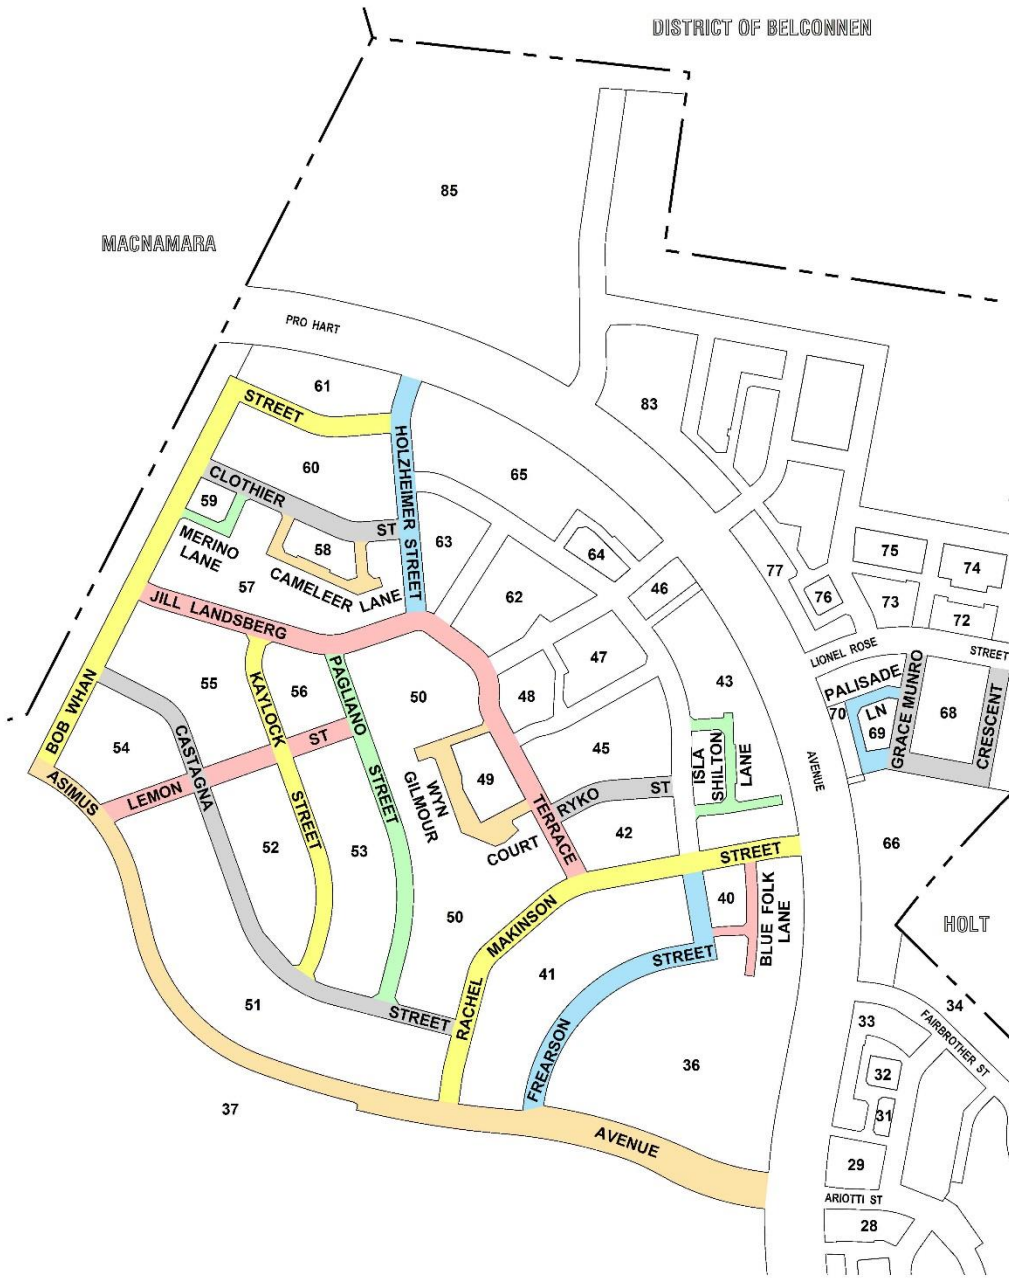 DISTRICT OF BELCONNEN
85
MACNAMARA
PRO HART
61
STREET
83
HOLZHEIMER STREET
60
65
CLOTHIER
ST
59
MERINO
LANE
58
CAMELEER LANE
63
64
77
75
74
57
62
46
76
73
72
JILL LANDSBERG
LIONEL ROSE
STREET
47
PAGLIANO
STREET
55
56
50
48
43
PALISADE
LN
70
69
GRACE MUNRO
68
CRESCENT
BOB WHAN
KAYLOCK
STREET
54
CASTAGNA
STREET
LEMON
ST
ASIMUS
AVENUE
WYN
GILMOUR
COURT
49
TERRACE
45
ISLA
SHILTON
LANE
AVENUE
RYKO
ST
42
52
53
66
STREET
40
BLUE FOLK
LANE
50
RACHEL
MAKINSON
41
STREET
FREARSON
HOLT
51
36
34
33
FAIRBROTHER ST
32
31
37
29
ARIOTTI ST
28